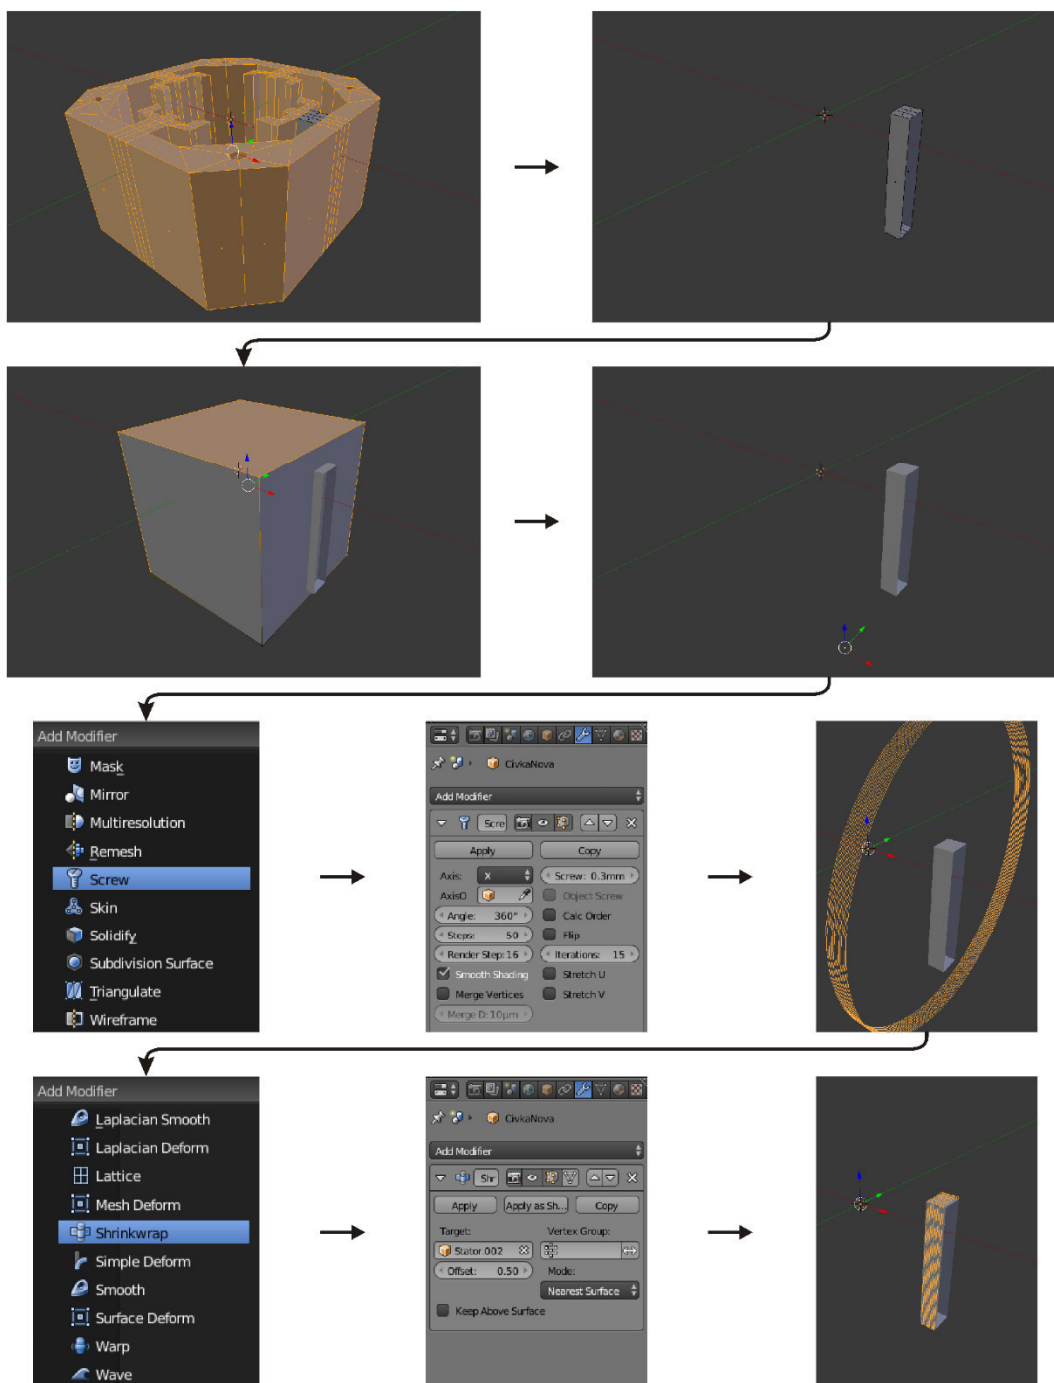 Add Modifier
Mask
Mirror
Multiresolution
Remesh
Screw
Skin
Solidify
Subdivision Surface
Triangulate
Wireframe
CivkaNova
Add Modifier
Scre
Apply
Copy
Axis:
X
Screw: 0.3mm
AxisO
Object Screw
Angle: 360°
Calc Order
Steps: 50
Flip
Render Step: 16
Iterations: 15
Smooth Shading
Stretch U
Merge Vertices
Stretch V
Merge D: 10µm
Add Modifier
Laplacian Smooth
Laplacian Deform
Lattice
Mesh Deform
Shrinkwrap
Simple Deform
Smooth
Surface Deform
Warp
Wave
CivkaNova
Add Modifier
Shr
Apply
Apply as Sh...
Copy
Target:
Vertex Group:
Stator.002
Offset: 0.50
Mode:
Nearest Surface
Keep Above Surface